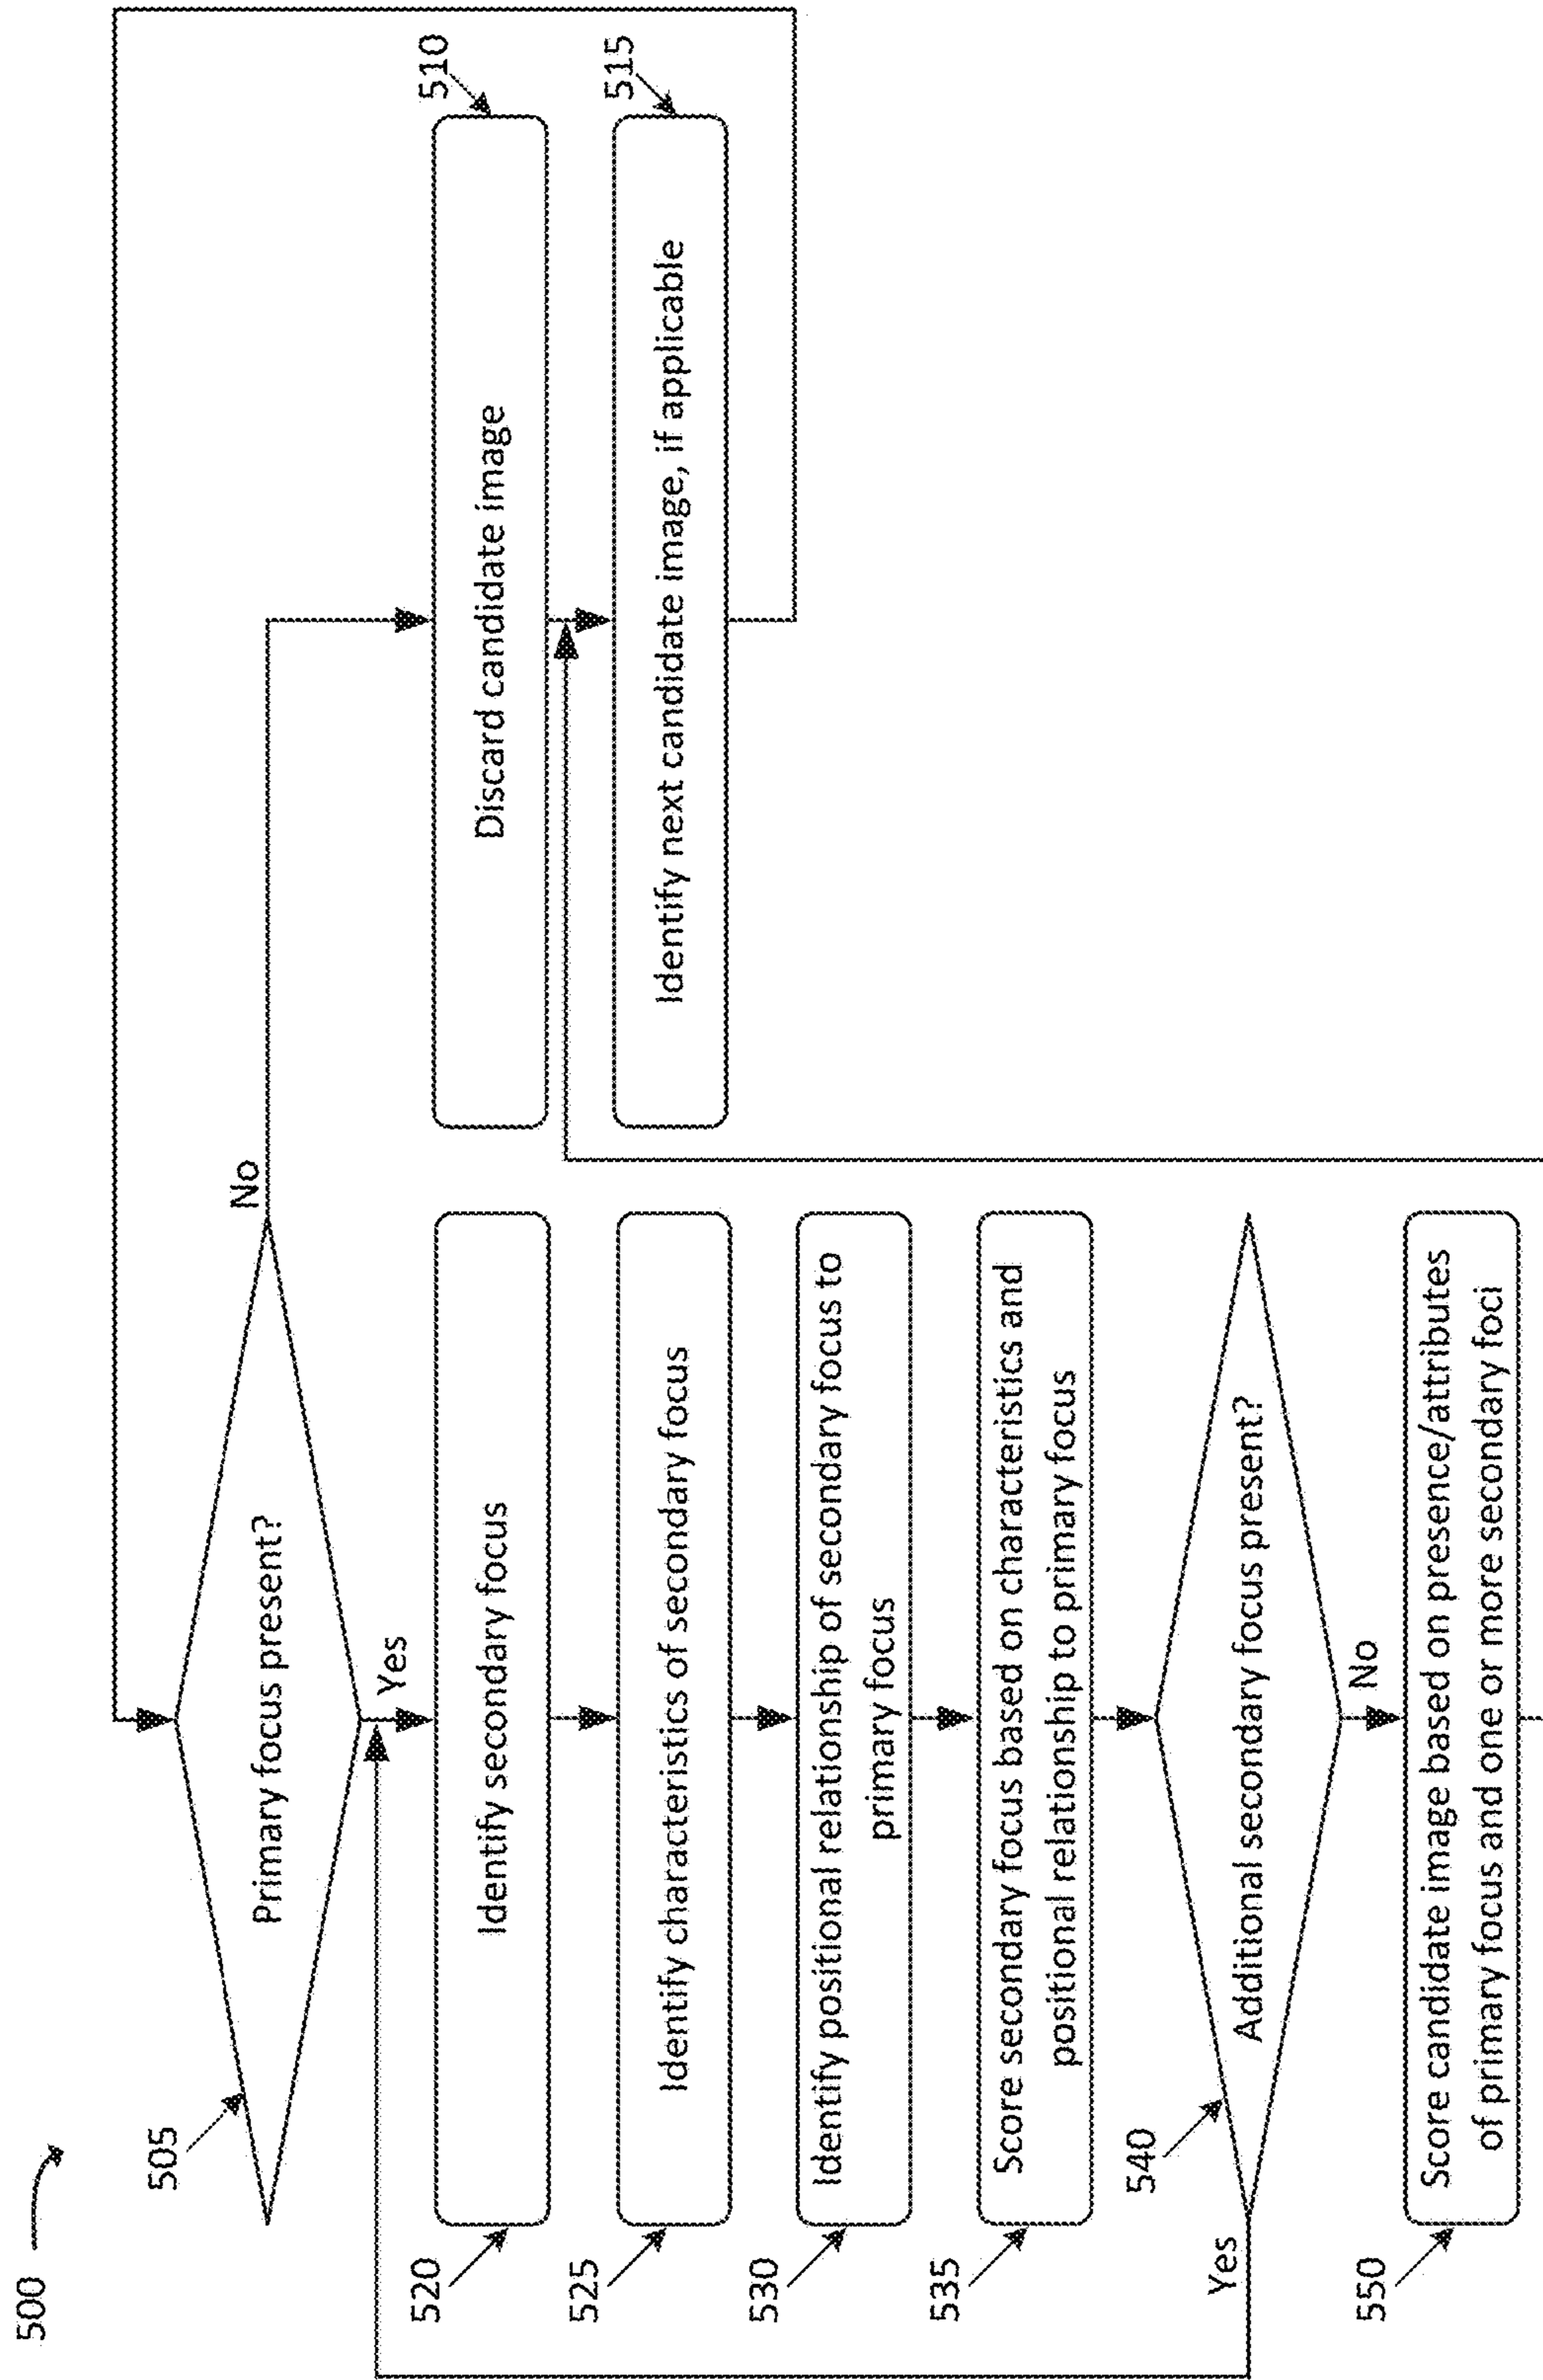 500
505
Primary focus present?
No
Yes
510
Discard candidate image
515
Identify next candidate image, if applicable
520
Identify secondary focus
525
Identify characteristics of secondary focus
530
Identify positional relationship of secondary focus to
primary focus
535
Score secondary focus based on characteristics and
positional relationship to primary focus
540
Additional secondary focus present?
Yes
No
550
Score candidate image based on presence/attributes
of primary focus and one or more secondary foci